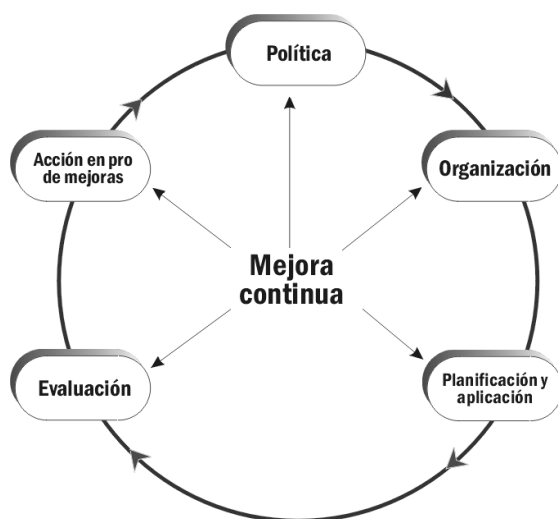 Política
Organización
Planificación y
aplicación
Evaluación
Acción en pro
de mejoras
Mejora
continua